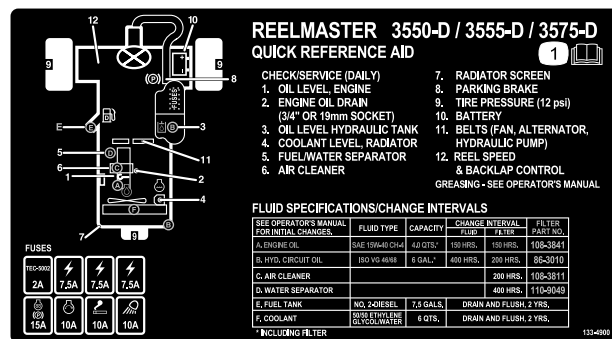 REELMASTER 3550-D / 3555-D / 3575-D
QUICK REFERENCE AID
1
CHECK/SERVICE (DAILY)
1. OIL LEVEL, ENGINE
2. ENGINE OIL DRAIN
(3/4" OR 19mm SOCKET)
3. OIL LEVEL HYDRAULIC TANK
4. COOLANT LEVEL, RADIATOR
5. FUEL/WATER SEPARATOR
6. AIR CLEANER
7. RADIATOR SCREEN
8. PARKING BRAKE
9. TIRE PRESSURE (12 psi)
10. BATTERY
11. BELTS (FAN, ALTERNATOR,
HYDRAULIC PUMP)
12. REEL SPEED
& BACKLAP CONTROL
GREASING - SEE OPERATOR'S MANUAL
12
10
9
9
(P)
8
FUSES
D
E
E
B
3
5
D
11
6
C
1
A
2
4
F
7
B
9
FUSES
TEC-5002
2A
7,5A
7,5A
7,5A
(P)
15A
10A
10A
10A
FLUID SPECIFICATIONS/CHANGE INTERVALS
SEE OPERATOR'S MANUAL FOR INITIAL CHANGES. FLUID TYPE CAPACITY CHANGE INTERVAL FLUID FILTER FILTER PART NO.
A. ENGINE OIL SAE 15W-40 CH-4 4.0 QTS.* 150 HRS. 150 HRS. 108-3841
B. HYD. CIRCUIT OIL ISO VG 46/68 6 GAL.* 400 HRS. 200 HRS. 86-3010
C. AIR CLEANER 200 HRS. 108-3811
D. WATER SEPARATOR 400 HRS. 110-9049
E. FUEL TANK NO. 2-DIESEL 7,5 GALS. DRAIN AND FLUSH, 2 YRS.
F. COOLANT 50/50 ETHYLENE GLYCOL/WATER 6 QTS. DRAIN AND FLUSH, 2 YRS.
* INCLUDING FILTER
133-4900